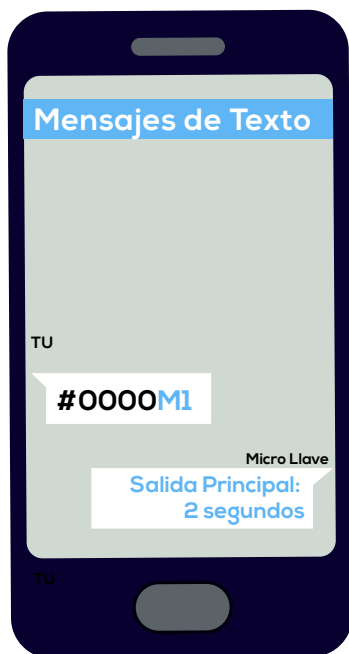 Mensajes de Texto
TU
#0000M1
Micro Llave
Salida Principal:
2 segundos
TU